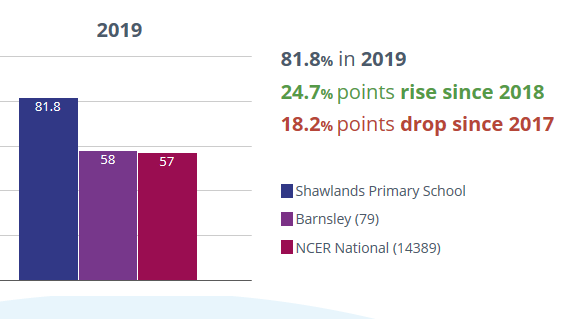 2019
81.8
58
57
81.8% in 2019
24.7% points rise since 2018
18.2% points drop since 2017
Shawlands Primary School
Barnsley (79)
NCER National (14389)